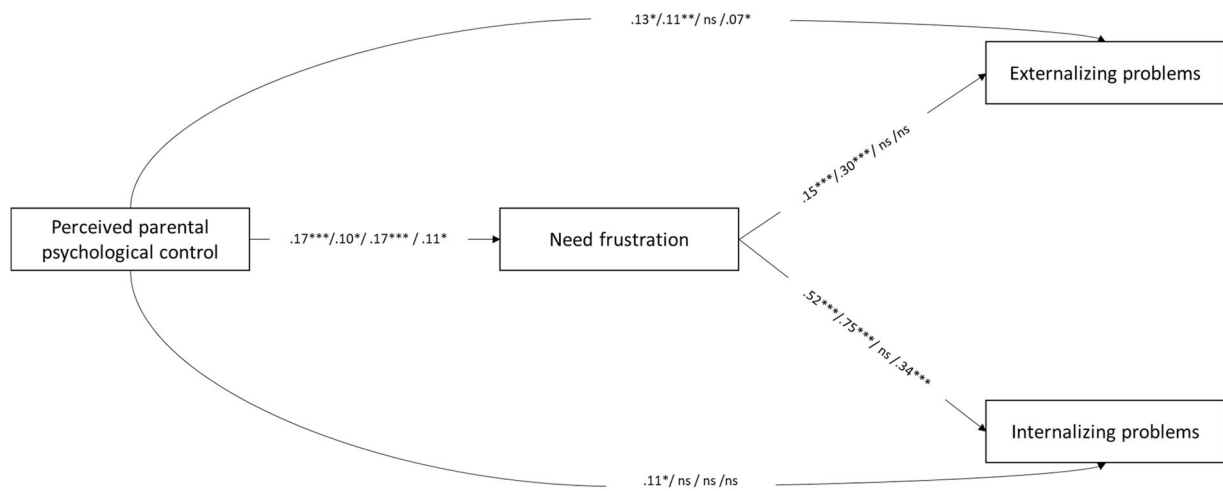 .13*/.11**/ ns /.07*
Externalizing problems
.15***/.30***/ ns /ns
Perceived parental
psychological control
.17***/.10*/ .17*** / .11*
Need frustration
.52***/.75***/ ns /.34***
Internalizing problems
.11*/ ns / ns /ns